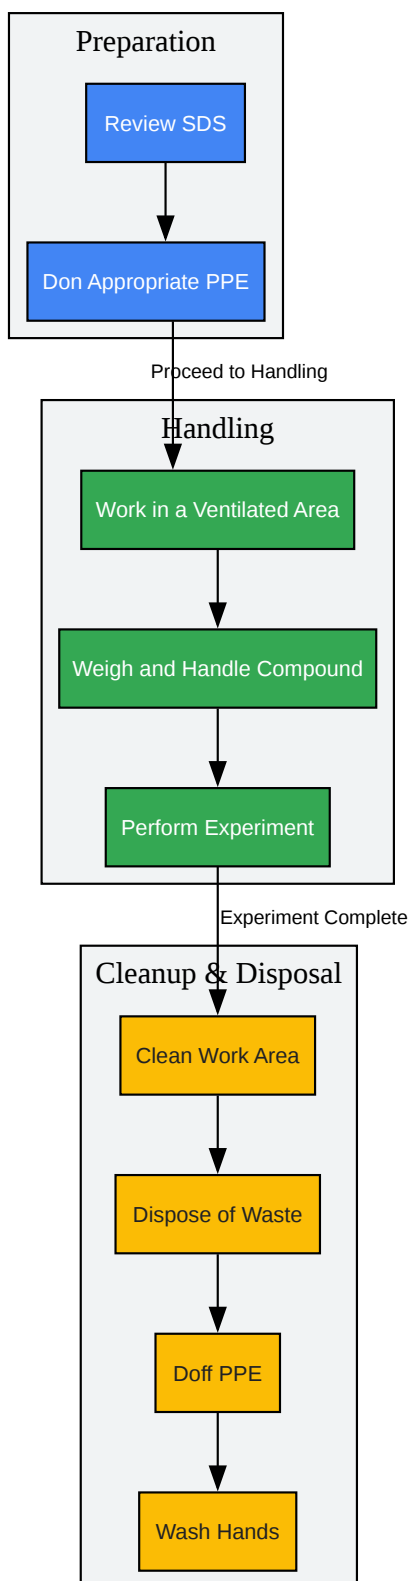 Preparation
Review SDS
Don Appropriate PPE
Proceed to Handling
Handling
Work in a Ventilated Area
Weigh and Handle Compound
Perform Experiment
Experiment Complete
Cleanup & Disposal
Clean Work Area
Dispose of Waste
Doff PPE
Wash Hands